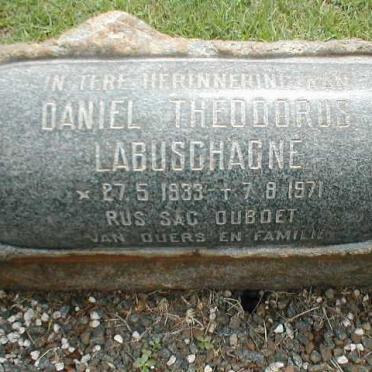 IN TERE HERINNERING VAN
DANIEL THEODORUS
LABUSCHAGNE
* 27.5.1933 - † 7.8.1971
RUS SAG OUBOET
VAN OUERS EN FAMILIE